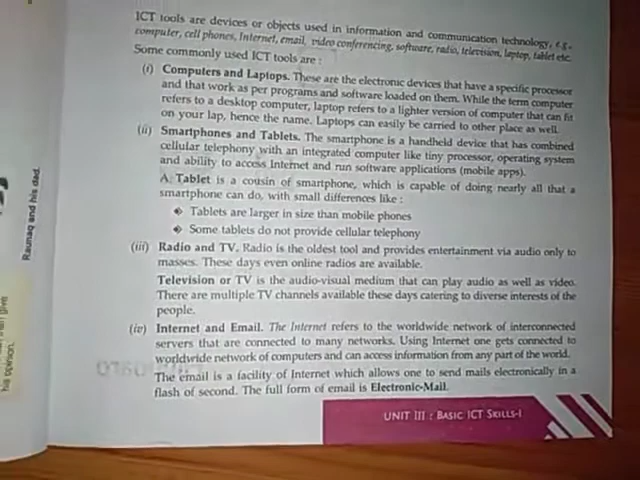 ICT tools are devices or objects used in information and communication technology, e.g.,
computer, cell phones, Internet, email, video conferencing, software, radio, television, laptop, tablet etc.
Some commonly used ICT tools are :
(i) Computers and Laptops. These are the electronic devices that have a specific processor
and that work as per programs and software loaded on them. While the term computer
refers to a desktop computer, laptop refers to a lighter version of computer that can fit
on your lap, hence the name. Laptops can easily be carried to other place as well.
(ii) Smartphones and Tablets. The smartphone is a handheld device that has combined
cellular telephony with an integrated computer like tiny processor, operating system
and ability to access Internet and run software applications (mobile apps).
A Tablet is a cousin of smartphone, which is capable of doing nearly all that a
smartphone can do, with small differences like :
Tablets are larger in size than mobile phones
Some tablets do not provide cellular telephony
(iii) Radio and TV. Radio is the oldest tool and provides entertainment via audio only to
masses. These days even online radios are available.
Television or TV is the audio-visual medium that can play audio as well as video.
There are multiple TV channels available these days catering to diverse interests of the
people.
(iv) Internet and Email. The Internet refers to the worldwide network of interconnected
servers that are connected to many networks. Using Internet one gets connected to
worldwide network of computers and can access information from any part of the world.
The email is a facility of Internet which allows one to send mails electronically in a
flash of second. The full form of email is Electronic-Mail.
UNIT III : BASIC ICT SKILLS-I
Raunaq and his dad.
give
his opinion.